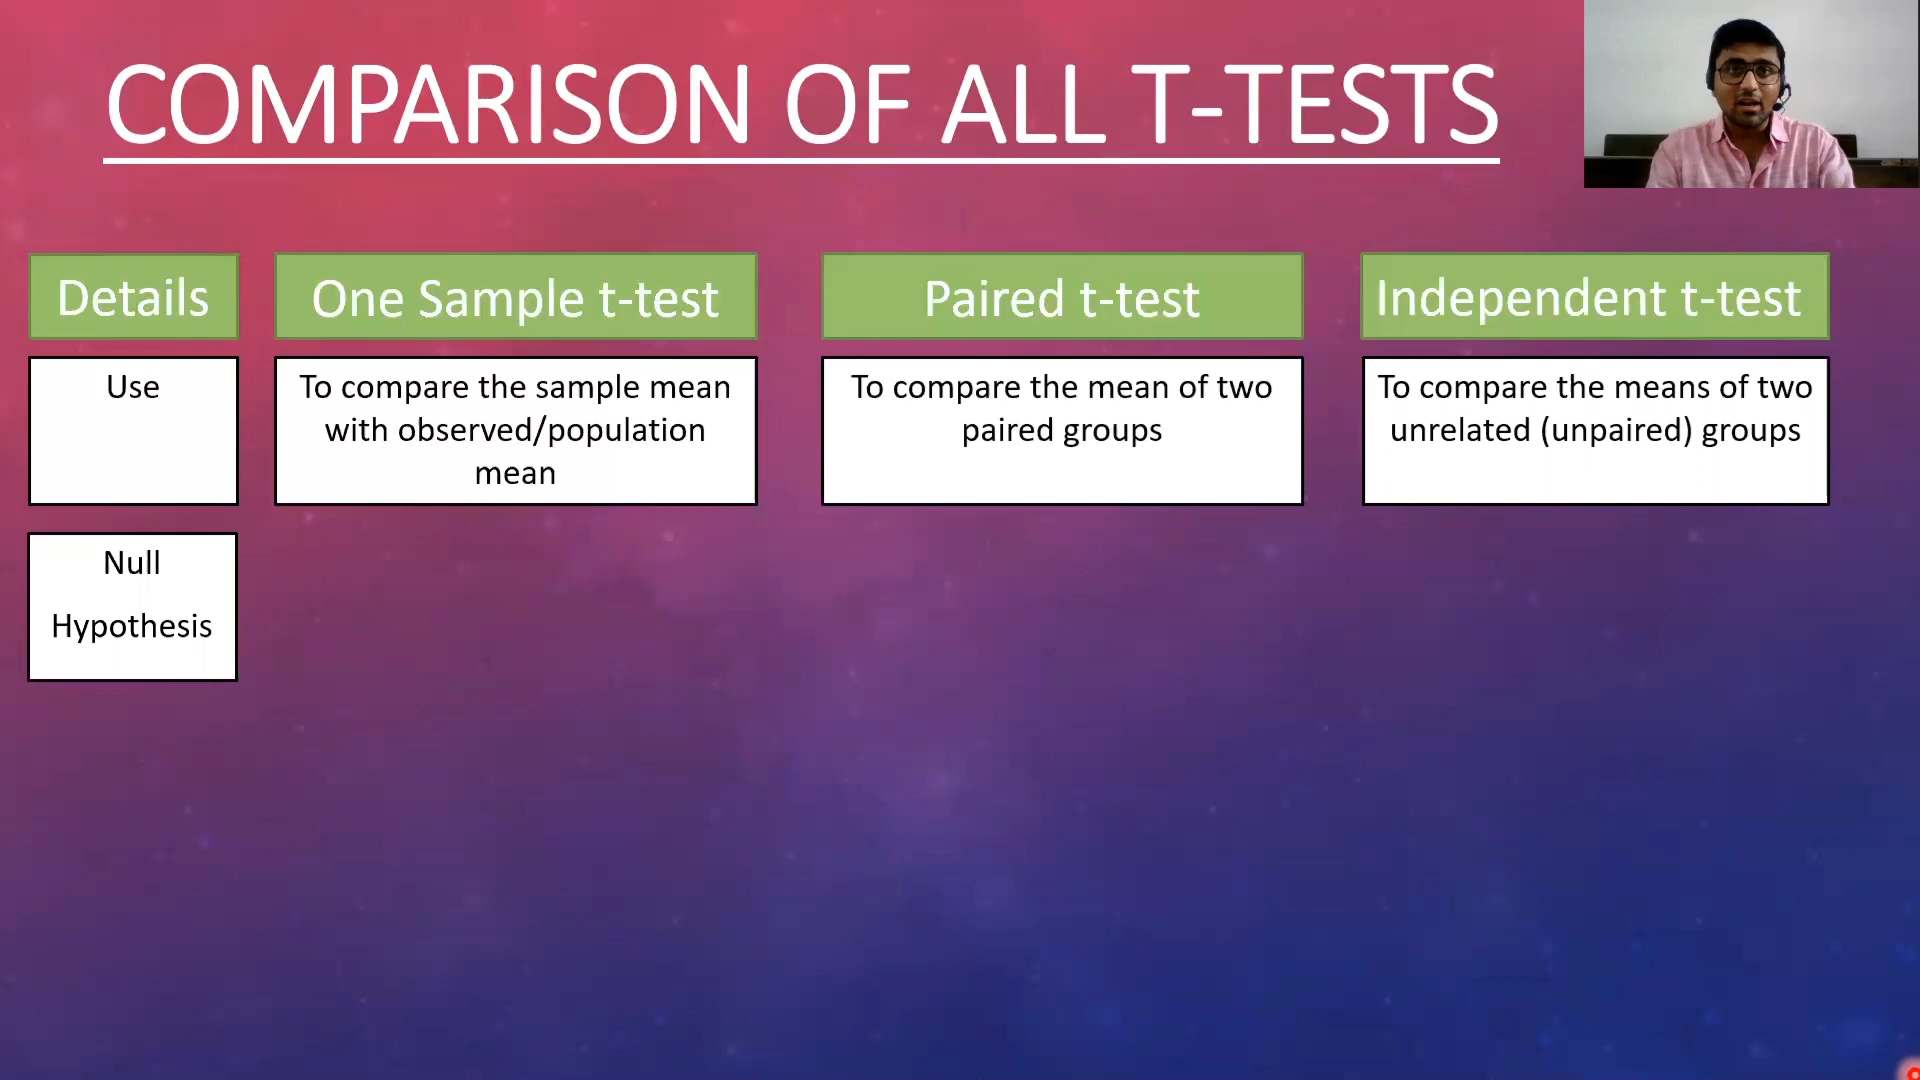 COMPARISON OF ALL T-TESTS
Details
One Sample t-test
Paired t-test
Independent t-test
Use
To compare the sample mean
with observed/population
mean
To compare the mean of two
paired groups
To compare the means of two
unrelated (unpaired) groups
Null
Hypothesis